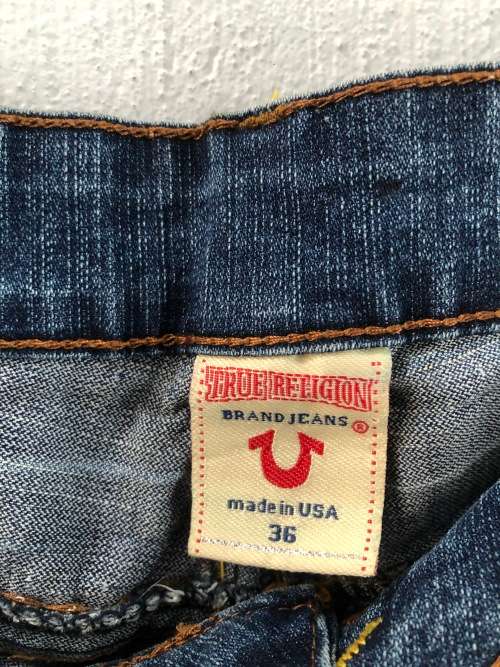 TRUE RELIGION
BRAND JEANS ®
made in USA
36